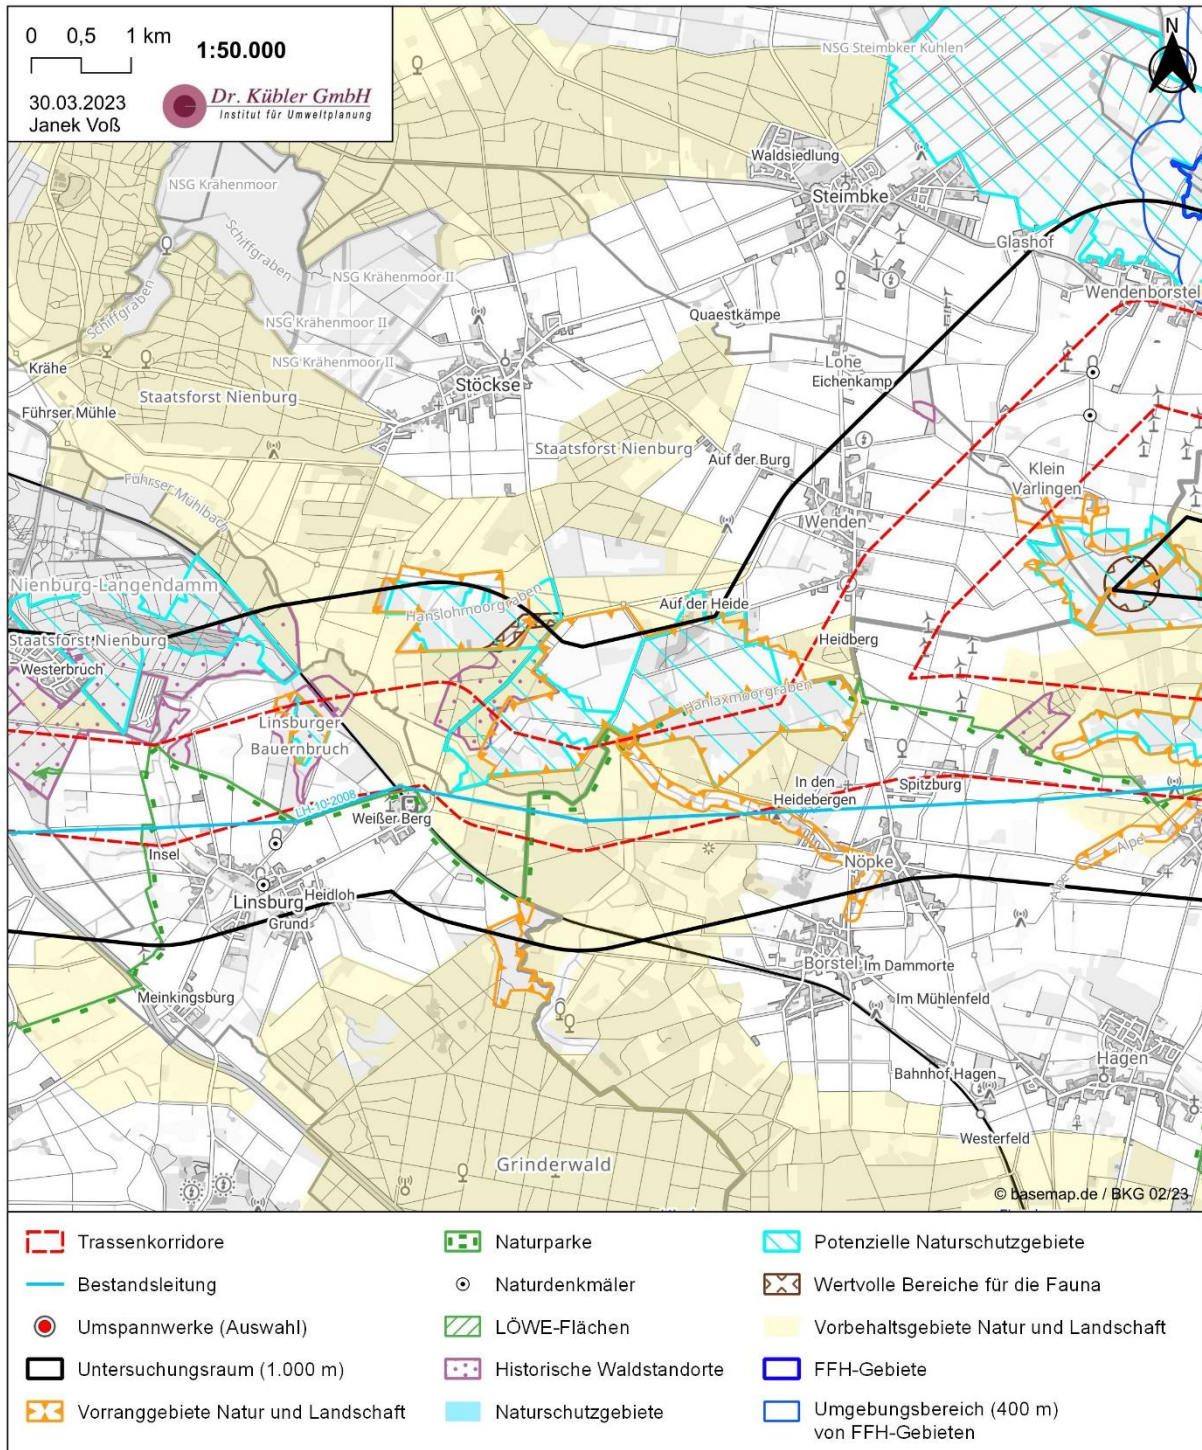 0 0,5 1 km
1:50.000
30.03.2023
Janek Voß
Dr. Kübler GmbH
Institut für Umweltplanung
N
NSG Steimbker Kuhlen
Waldsiedlung
Steimbke
NSG Krähenmoor
Schiffgraben
Glashof
NSG Krähenmoor II
Wendenborstel
Schiffgraben
NSG Krähenmoor II
Quaestkämpe
NSG Krähenmoor II
Lohe
Krähe
Stöckse
Eichenkamp
Staatsforst Nienburg
Führser Mühle
Staatsforst Nienburg
Auf der Burg
Klein
Varlingen
Führser Mühlbach
Wenden
Nienburg-Langendamm
Hanslohmoorgraben
Auf der Heide
Staatsforst Nienburg
Heidberg
Westerbruch
Hanlaxmoorgraben
Linsburger
Bauernbruch
In den
Heidebergen
Spitzburg
LH-10-2008
Weißer Berg
Insel
Nöpke
Alpe
Alpe
Linsburg
Heidloh
Grund
Borstel
Im Dammorte
Meinkingsburg
Im Mühlenfeld
Hagen
Bahnhof Hagen
Westerfeld
Grinderwald
© basemap.de / BKG 02/23
Trassenkorridore
Bestandsleitung
Umspannwerke (Auswahl)
Untersuchungsraum (1.000 m)
Vorranggebiete Natur und Landschaft
Naturparke
Naturdenkmäler
LÖWE-Flächen
Historische Waldstandorte
Naturschutzgebiete
Potenzielle Naturschutzgebiete
Wertvolle Bereiche für die Fauna
Vorbehaltsgebiete Natur und Landschaft
FFH-Gebiete
Umgebungsbereich (400 m)
von FFH-Gebieten